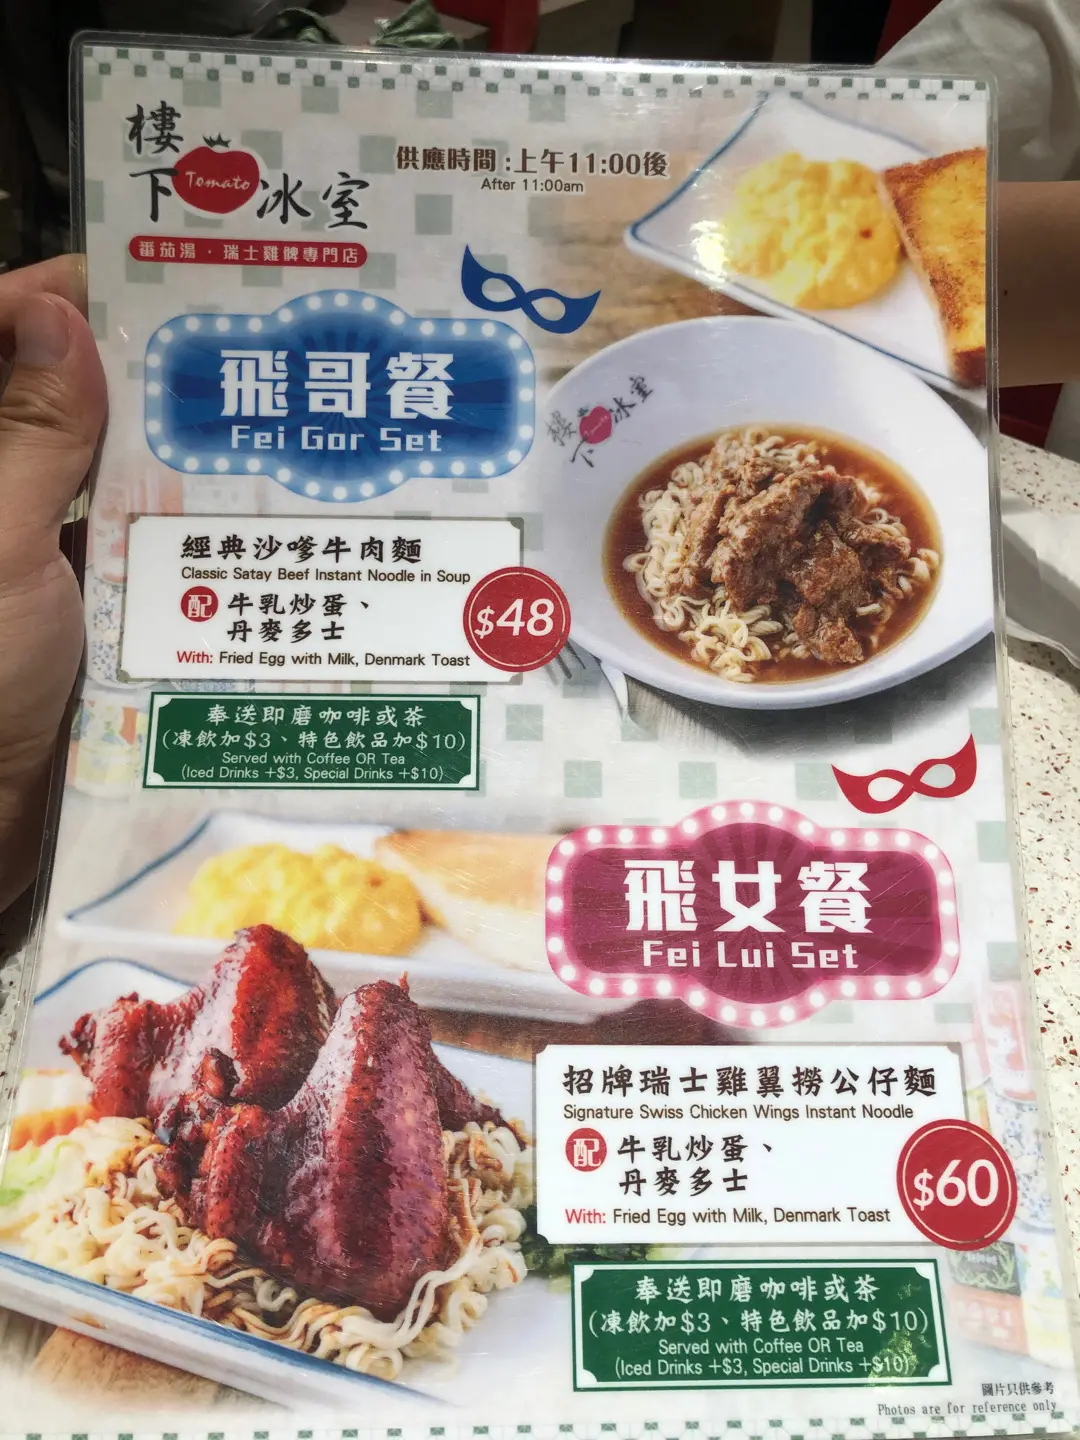 樓下冰室
Tomato
番茄湯·瑞士雞髀專門店
供應時間:上午11:00後
After 11:00am
飛哥餐
Fei Gor Set
樓下冰室
經典沙嗲牛肉麵
Classic Satay Beef Instant Noodle in Soup
配 牛乳炒蛋、
丹麥多士
With: Fried Egg with Milk, Denmark Toast
$48
奉送即磨咖啡或茶
(凍飲加$3、特色飲品加$10)
Served with Coffee OR Tea
(Iced Drinks +$3, Special Drinks +$10)
飛女餐
Fei Lui Set
招牌瑞士雞翼撈公仔麵
Signature Swiss Chicken Wings Instant Noodle
配 牛乳炒蛋、
丹麥多士
With: Fried Egg with Milk, Denmark Toast
$60
奉送即磨咖啡或茶
(凍飲加$3、特色飲品加$10)
Served with Coffee OR Tea
(Iced Drinks +$3, Special Drinks +$10)
圖片只供參考
Photos are for reference only